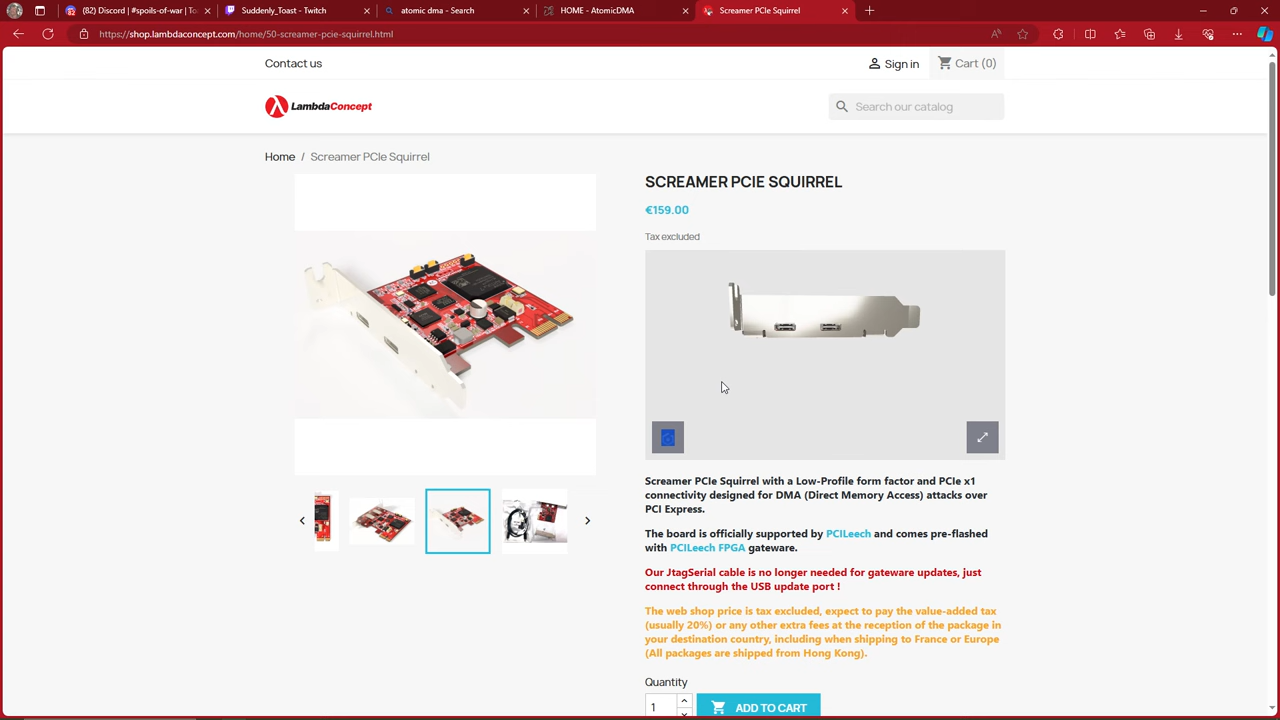 (82) Discord | #spoils-of-war | To
Suddenly_Toast - Twitch
atomic dma - Search
HOME - AtomicDMA
Screamer PCIe Squirrel
https://shop.lambdaconcept.com/home/50-screamer-pcie-squirrel.html
Contact us
Sign in
Cart (0)
LambdaConcept
Search our catalog
Home / Screamer PCIe Squirrel
SCREAMER PCIE SQUIRREL
€159.00
Tax excluded
Screamer PCIe Squirrel with a Low-Profile form factor and PCIe x1
connectivity designed for DMA (Direct Memory Access) attacks over
PCI Express.
The board is officially supported by PCILeech and comes pre-flashed
with PCILeech FPGA gateware.
Our JtagSerial cable is no longer needed for gateware updates, just
connect through the USB update port !
The web shop price is tax excluded, expect to pay the value-added tax
(usually 20%) or any other extra fees at the reception of the package in
your destination country, including when shipping to France or Europe
(All packages are shipped from Hong Kong).
Quantity
1
ADD TO CART